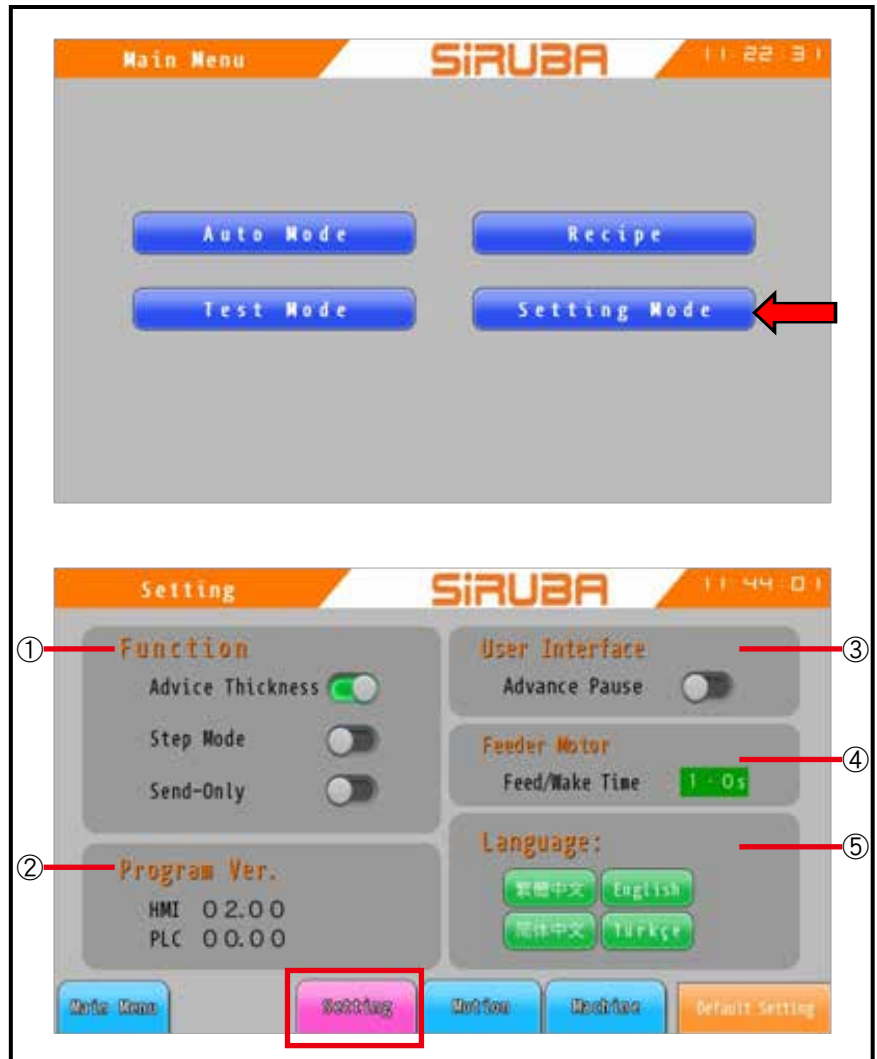 Main Menu SiRUBA 11:22:31
Auto Mode Recipe
Test Mode Setting Mode
Setting SiRUBA 11:44:01
① Function
Advice Thickness
Step Mode
Send-Only
② Program Ver.
HMI 02.00
PLC 00.00
User Interface ③
Advance Pause
Feeder Motor ④
Feed/Wake Time 1.0s
Language: ⑤
繁體中文 English
简体中文 Türkçe
Main Menu Setting Motion Machine Default Setting